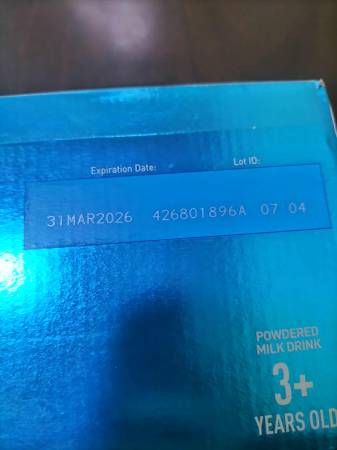 Expiration Date: Lot ID:
31MAR2026 426801896A 07 04
POWDERED
MILK DRINK
3+
YEARS OLD